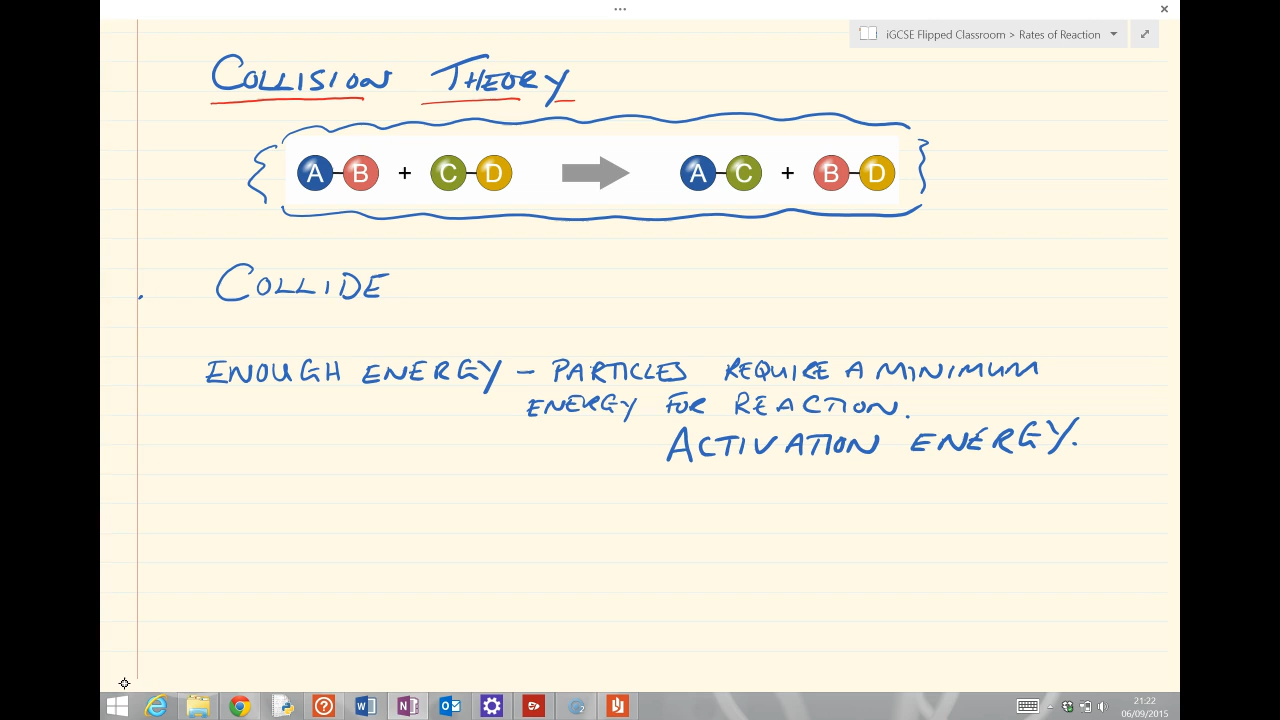 iGCSE Flipped Classroom > Rates of Reaction
COLLISION THEORY
A B + C D A C + B D
COLLIDE
ENOUGH ENERGY – PARTICLES REQUIRE A MINIMUM
ENERGY FOR REACTION.
ACTIVATION ENERGY.
21:22
06/09/2015